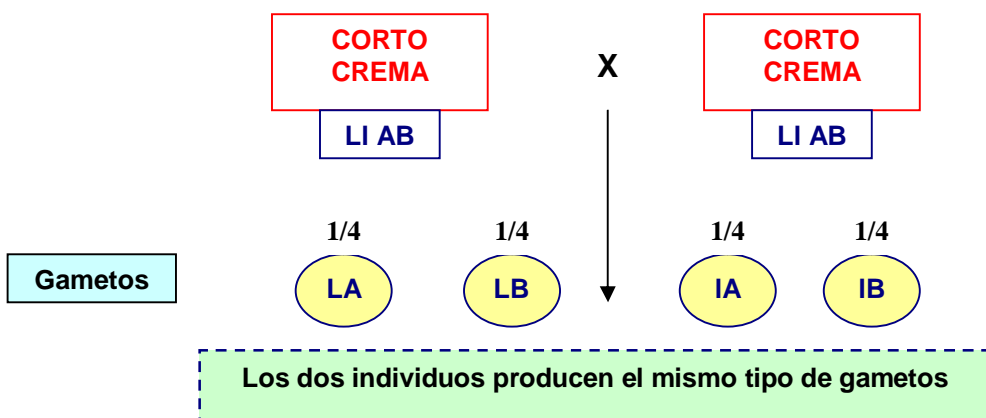 CORTO
CREMA
X
CORTO
CREMA
LI AB
LI AB
1/4
1/4
1/4
1/4
Gametos
LA
LB
IA
IB
Los dos individuos producen el mismo tipo de gametos